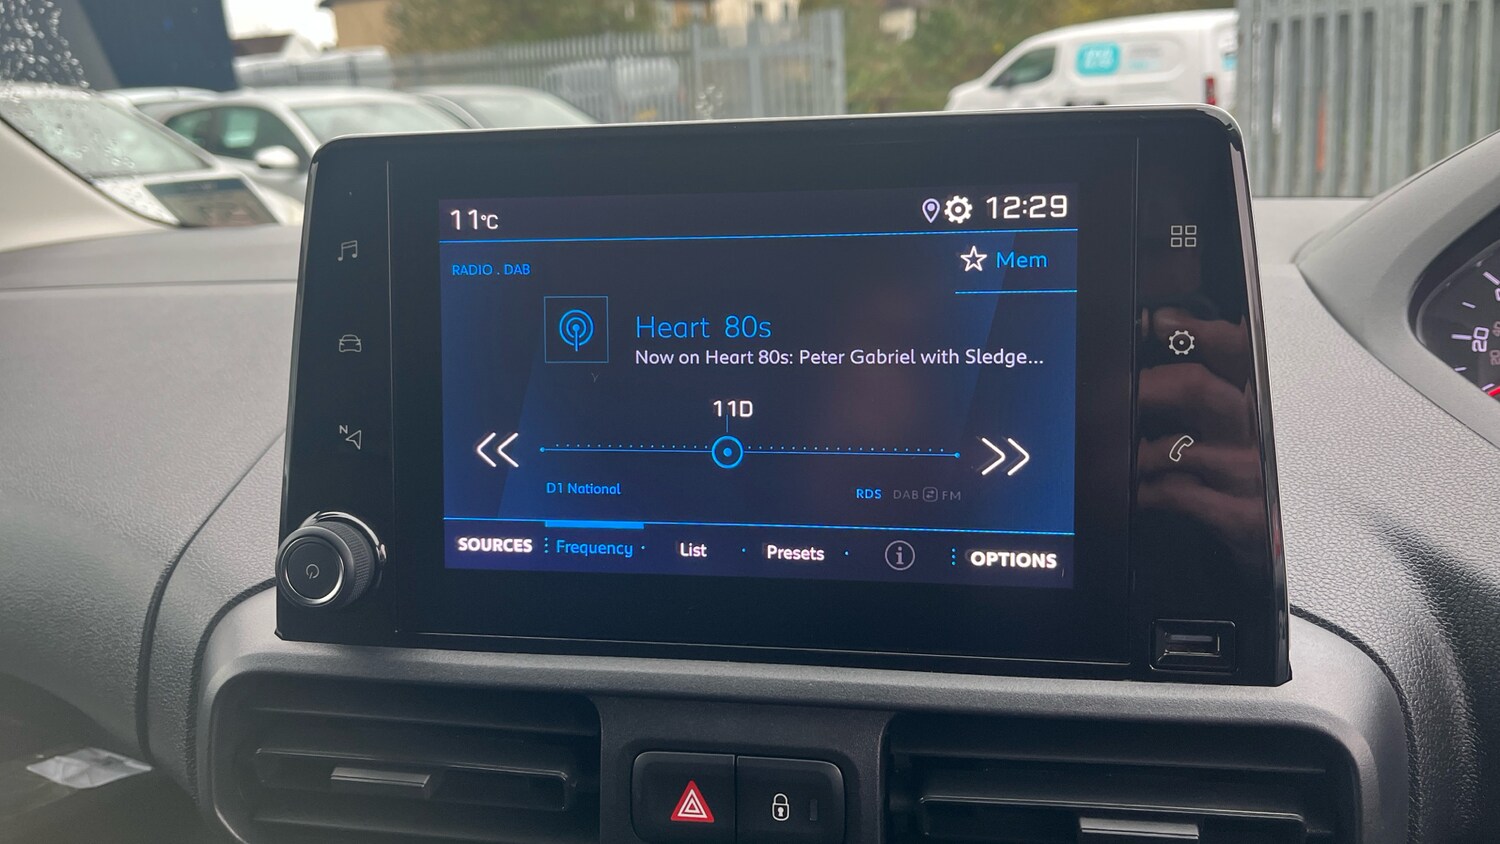 11°C
12:29
RADIO . DAB
Mem
Heart 80s
Now on Heart 80s: Peter Gabriel with Sledge...
11D
D1 National
RDS DAB FM
SOURCES Frequency List Presets i OPTIONS
N
20